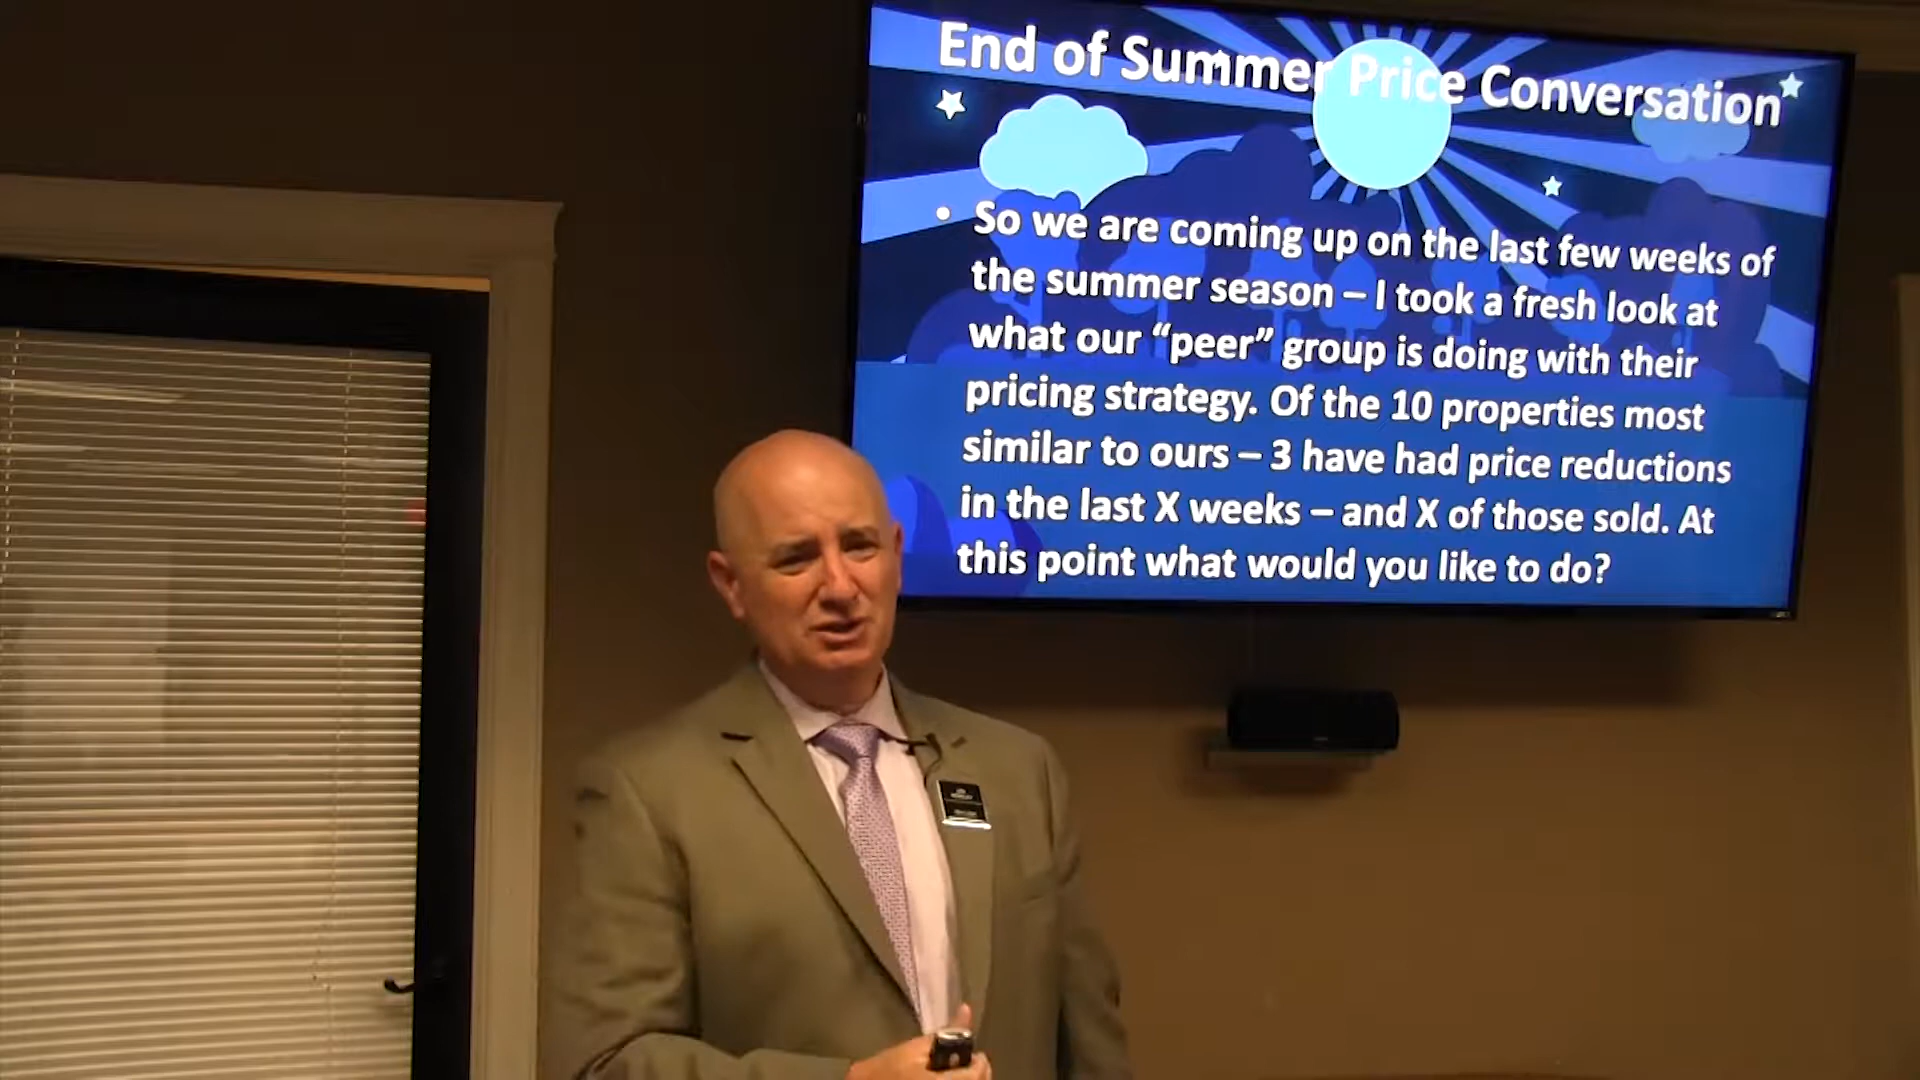 End of Summer Price Conversation
• So we are coming up on the last few weeks of
the summer season – I took a fresh look at
what our “peer” group is doing with their
pricing strategy. Of the 10 properties most
similar to ours – 3 have had price reductions
in the last X weeks – and X of those sold. At
this point what would you like to do?